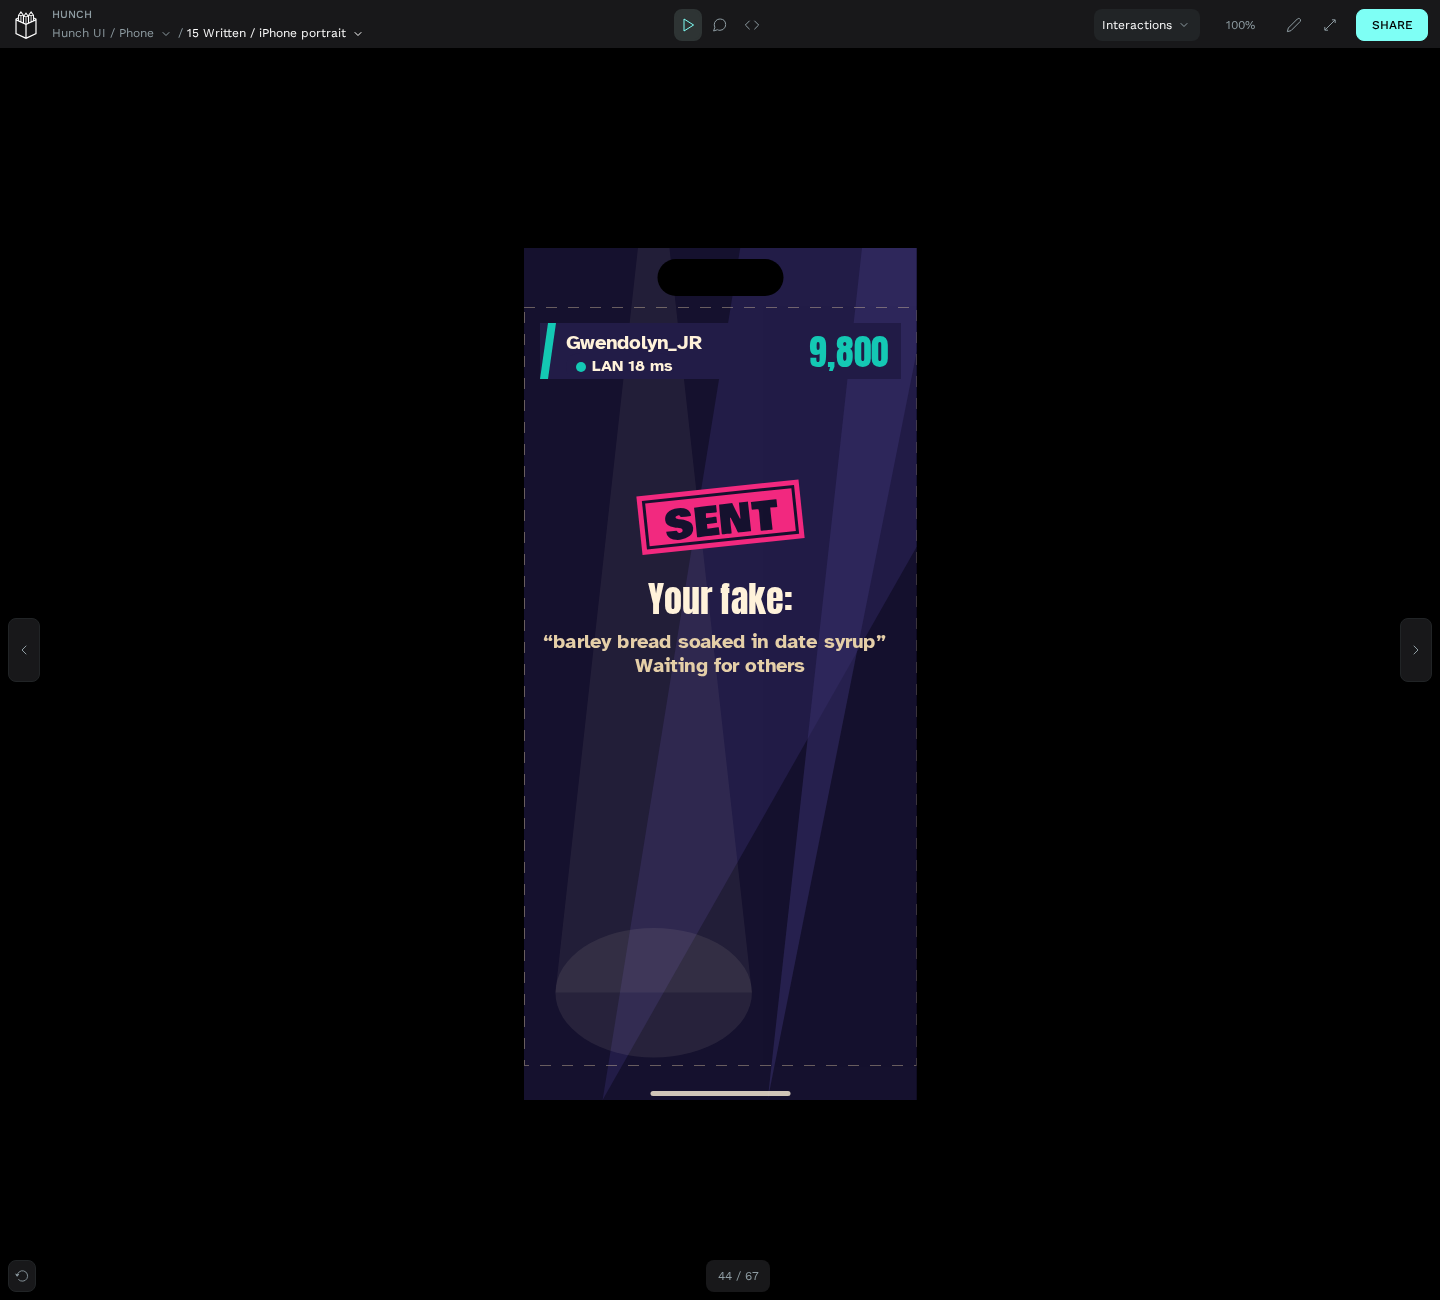 HUNCH
Hunch UI / Phone / 15 Written / iPhone portrait
Interactions
100%
SHARE
Gwendolyn_JR
LAN 18 ms
9,800
SENT
Your fake:
“barley bread soaked in date syrup”
Waiting for others
44 / 67